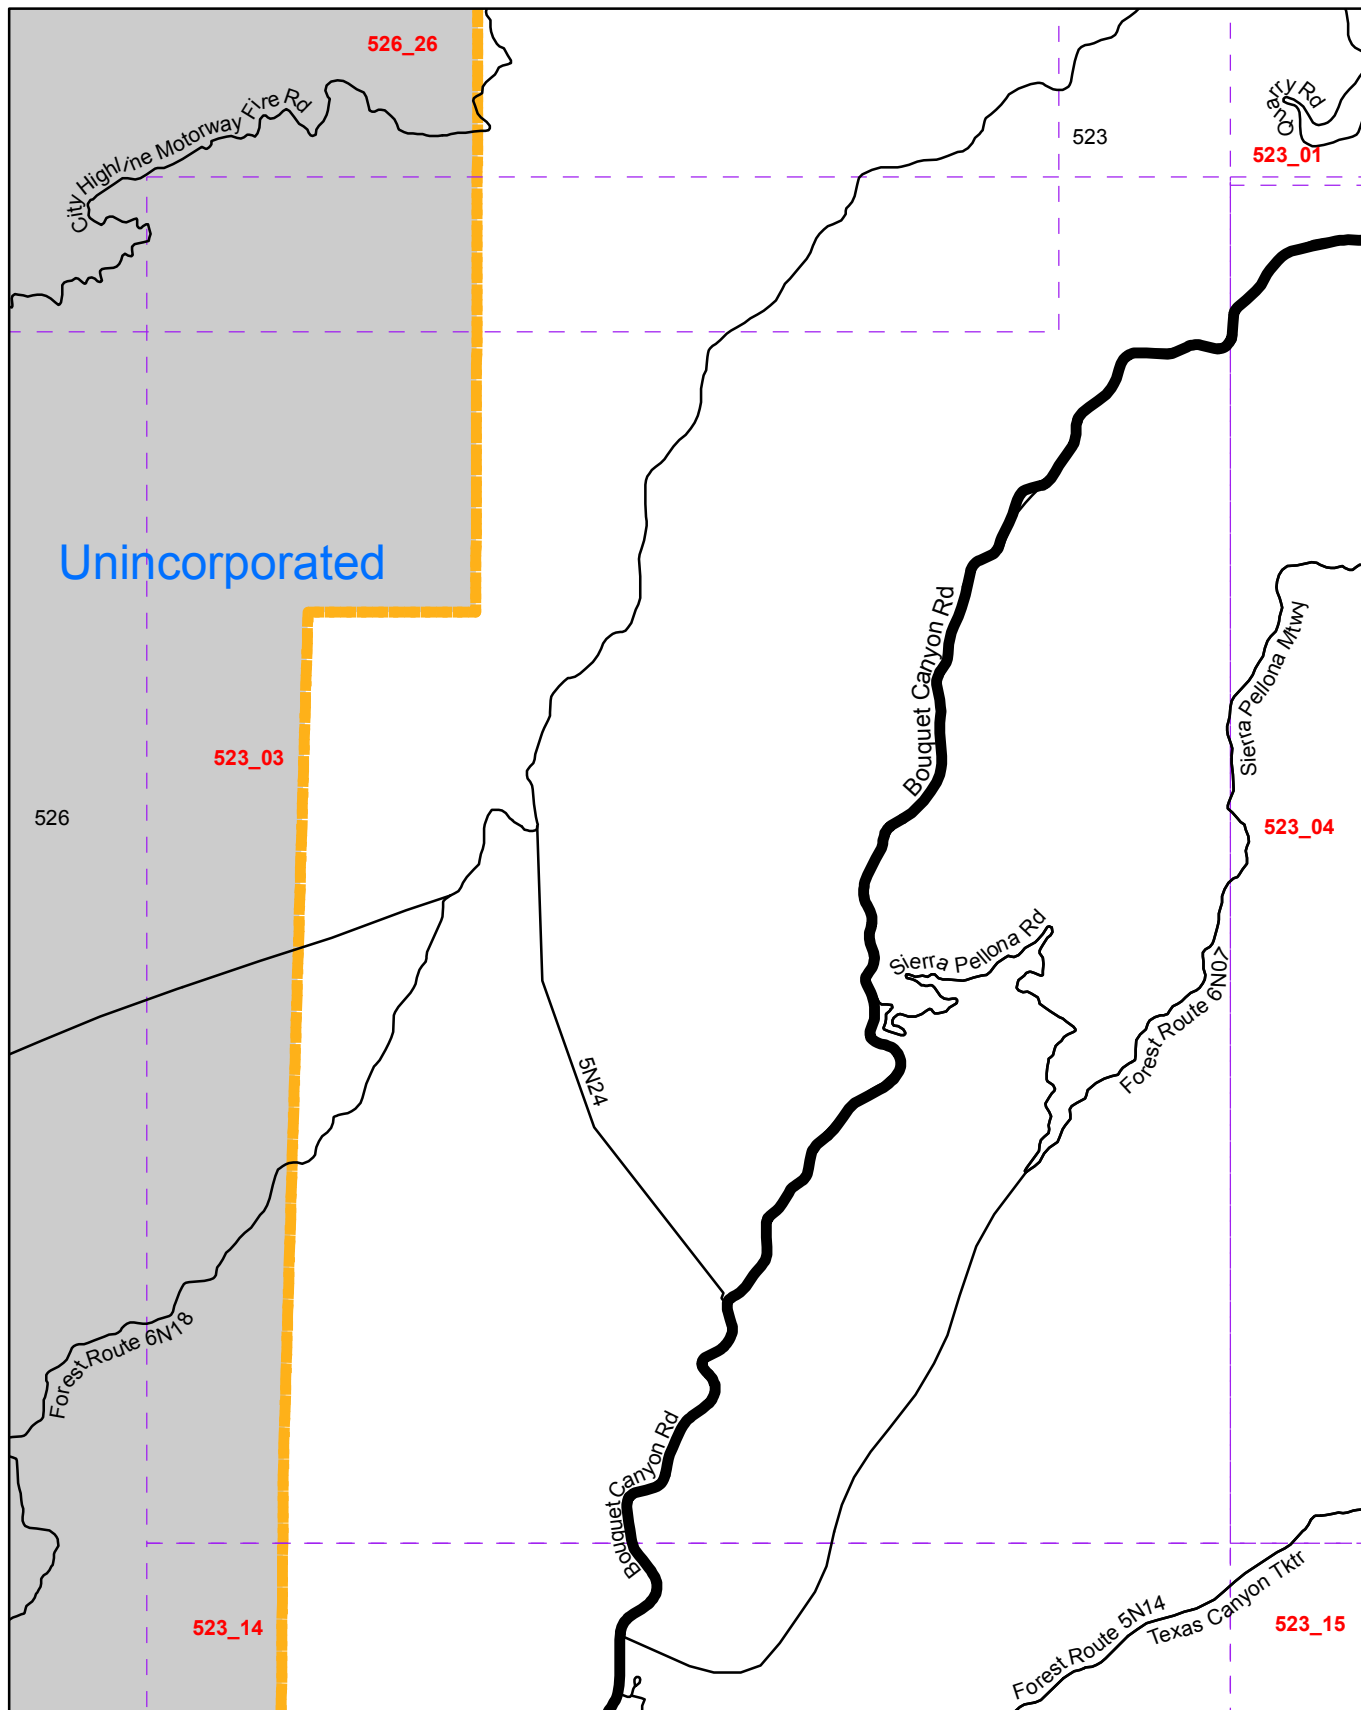 526_26
City Highline Motorway Fire Rd
523
Quarry Rd
523_01
Unincorporated
Bouquet Canyon Rd
Sierra Pellona Mtwy
523_03
526
523_04
Sierra Pellona Rd
Forest Route 6N07
5N24
Forest Route 6N18
Bouquet Canyon Rd
523_14
Forest Route 5N14
Texas Canyon Tktr
523_15